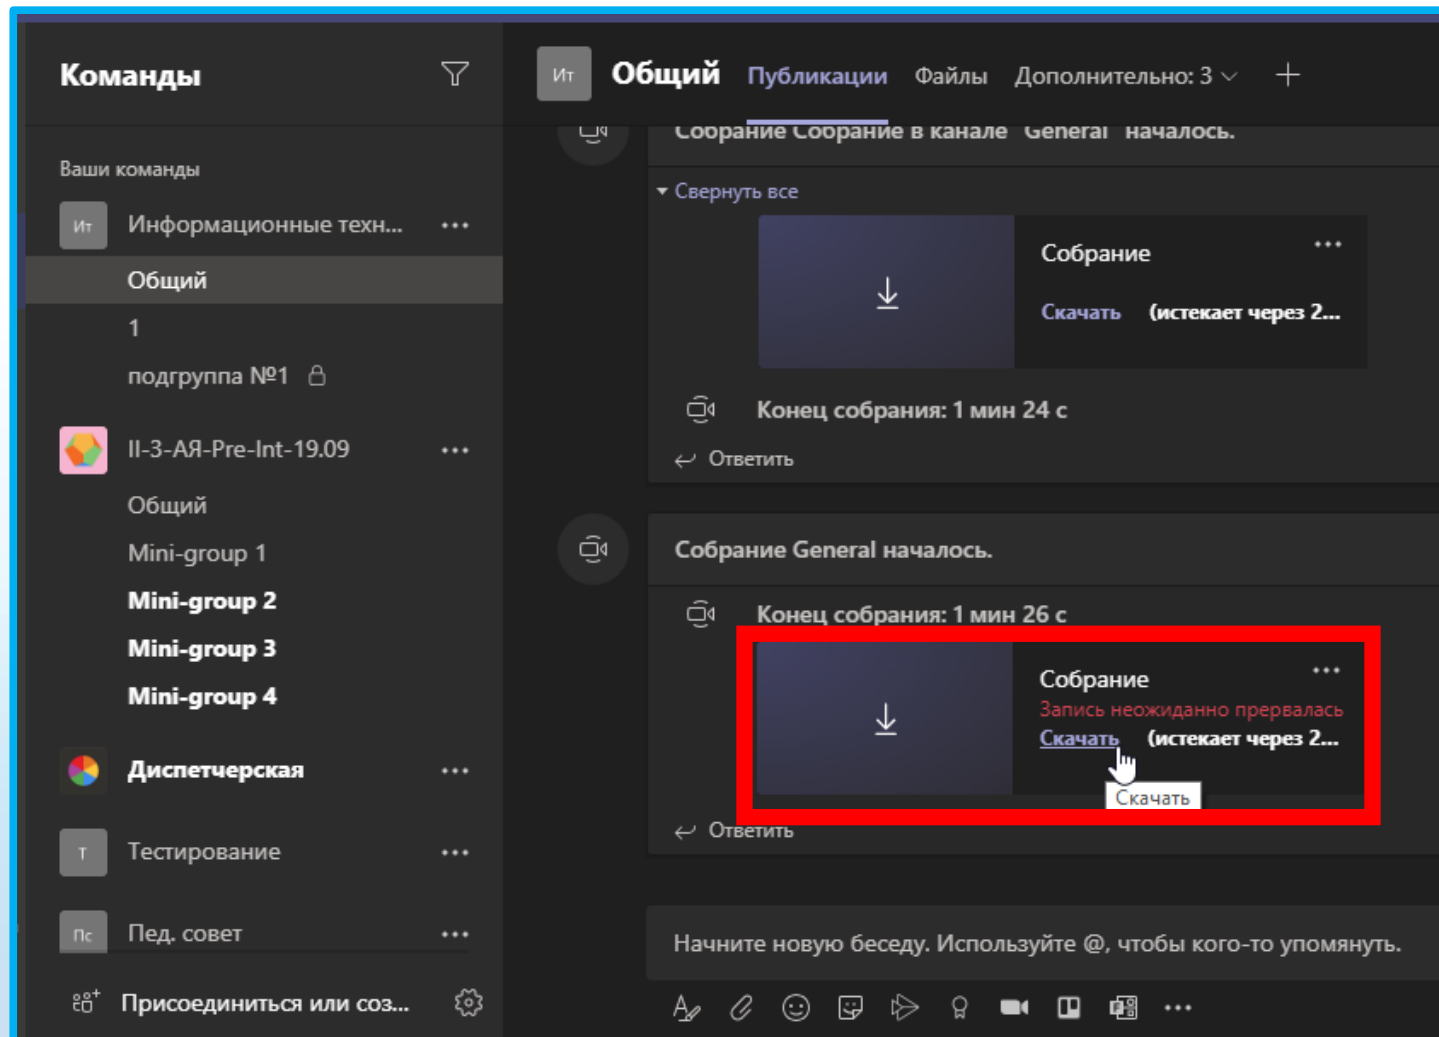 Команды
Ваши команды
Ит Информационные техн... ...
Общий
1
подгруппа №1
II-3-АЯ-Pre-Int-19.09 ...
Общий
Mini-group 1
Mini-group 2
Mini-group 3
Mini-group 4
Диспетчерская ...
Т Тестирование ...
Пс Пед. совет ...
Присоединиться или соз...
Ит Общий Публикации Файлы Дополнительно: 3 +
Собрание Собрание в канале "General" началось.
Свернуть все
Собрание ...
Скачать (истекает через 2...
Конец собрания: 1 мин 24 с
Ответить
Собрание General началось.
Конец собрания: 1 мин 26 с
Собрание ...
Запись неожиданно прервалась
Скачать (истекает через 2...
Скачать
Ответить
Начните новую беседу. Используйте @, чтобы кого-то упомянуть.